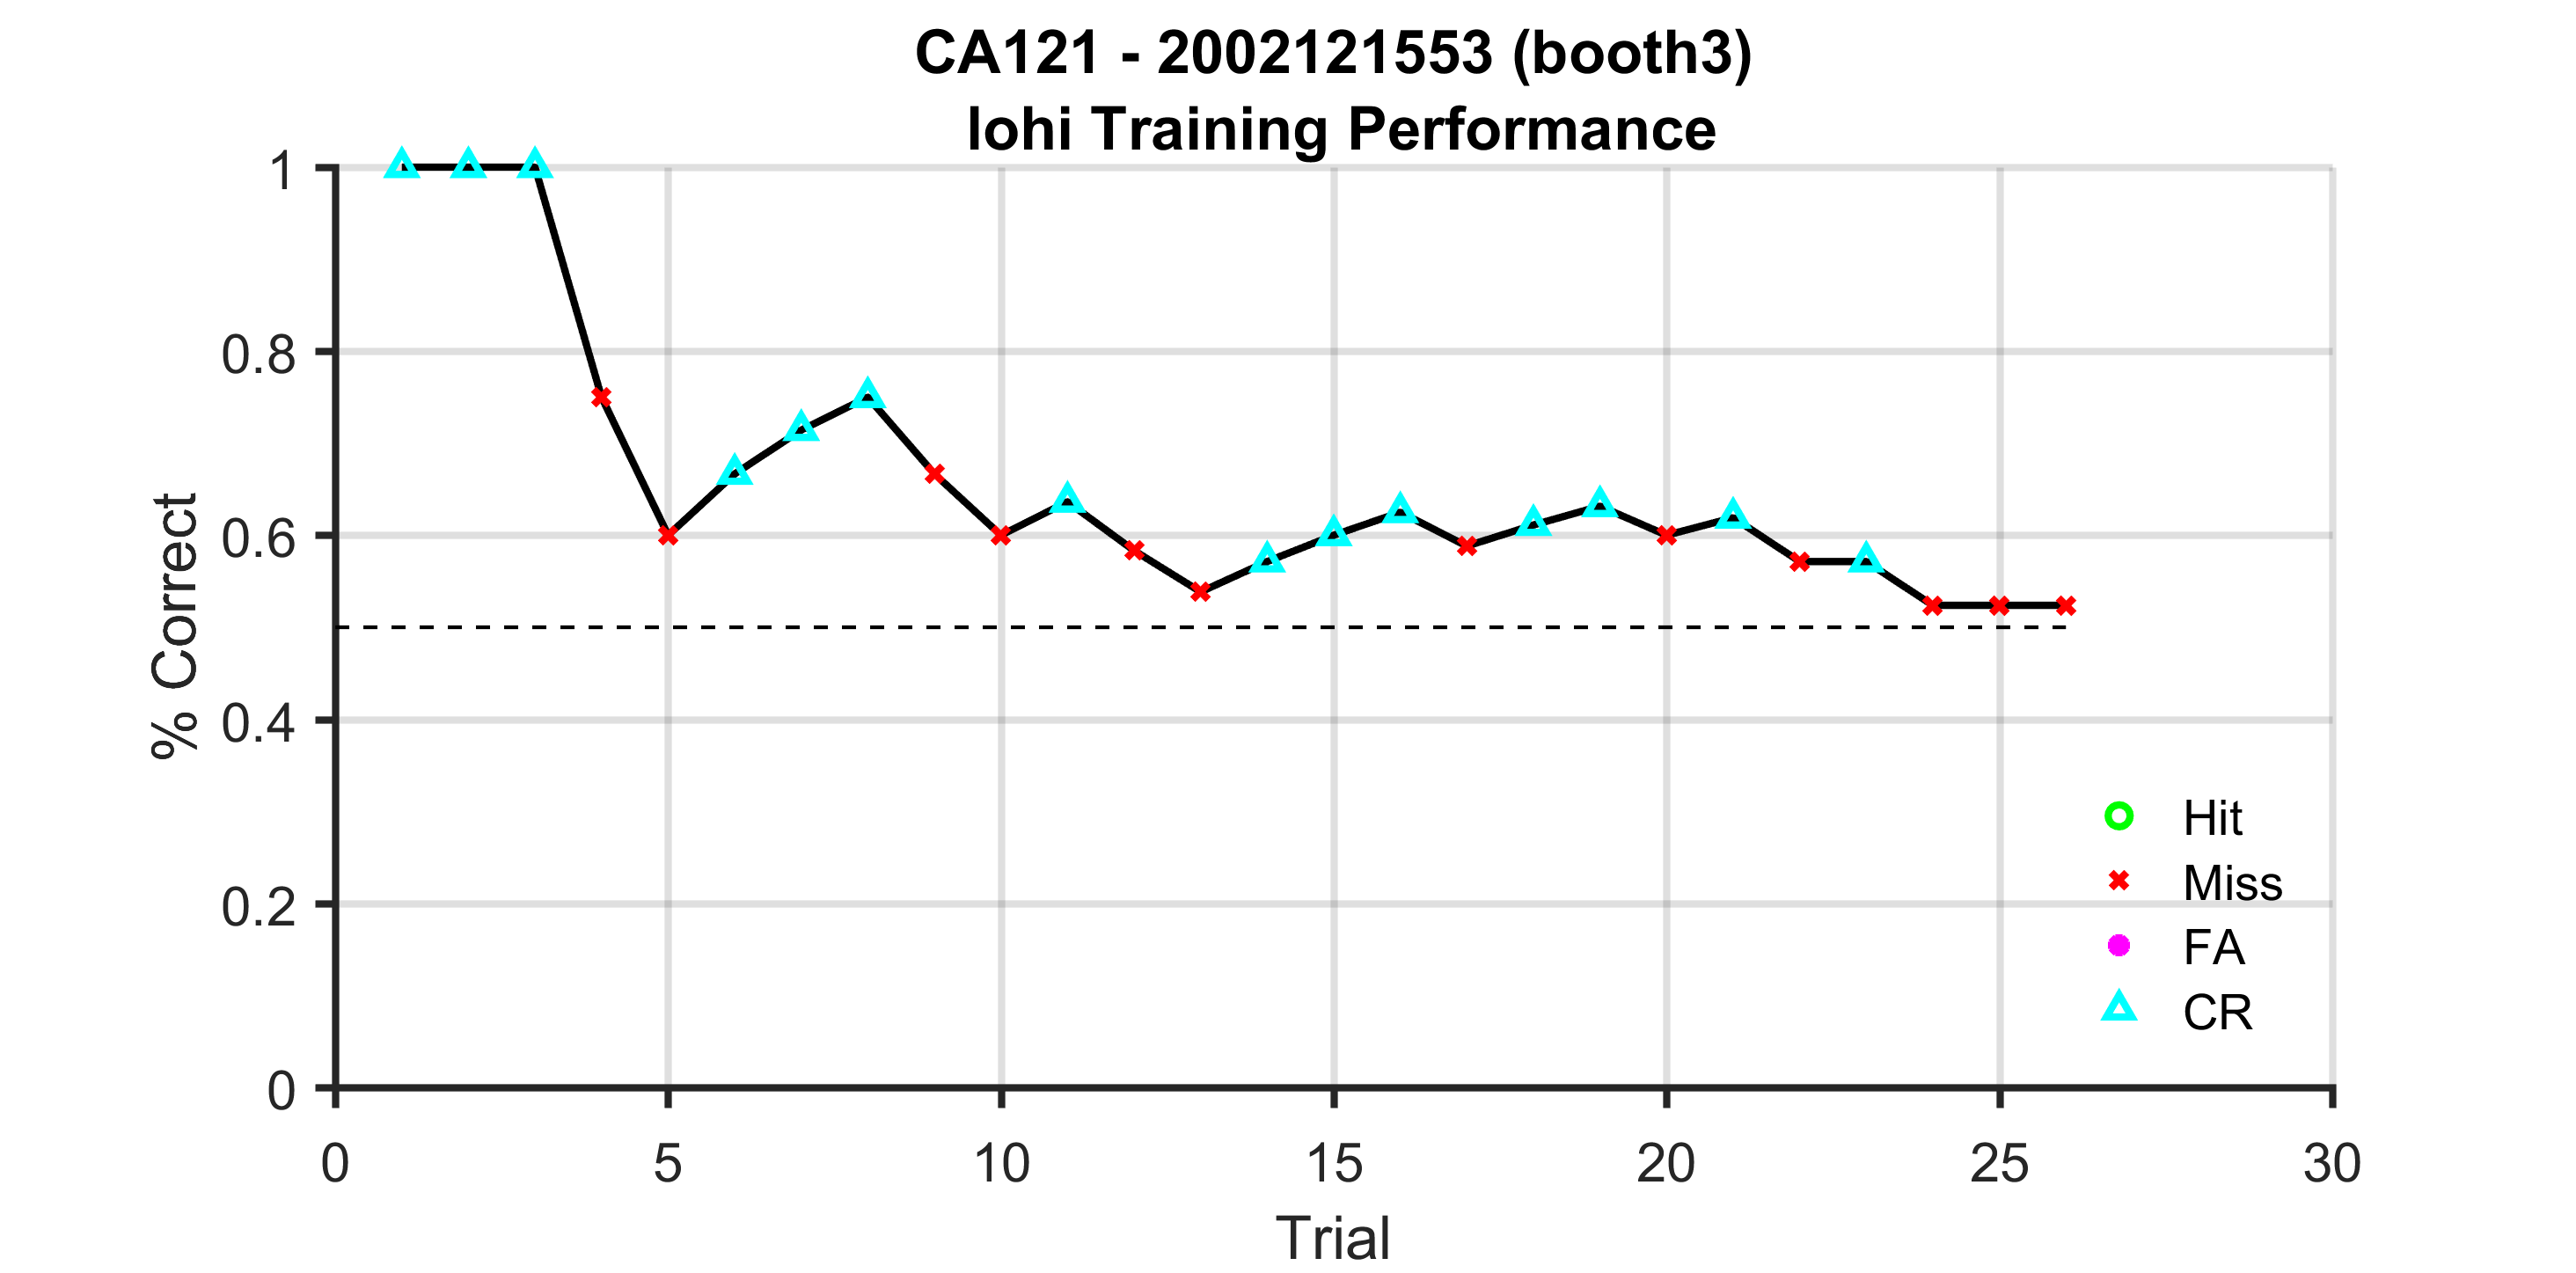 CA121 - 2002121553 (booth3)
lohi Training Performance
% Correct
1
0.8
0.6
0.4
0.2
0
0 5 10 15 20 25 30
Trial
Hit
Miss
FA
CR